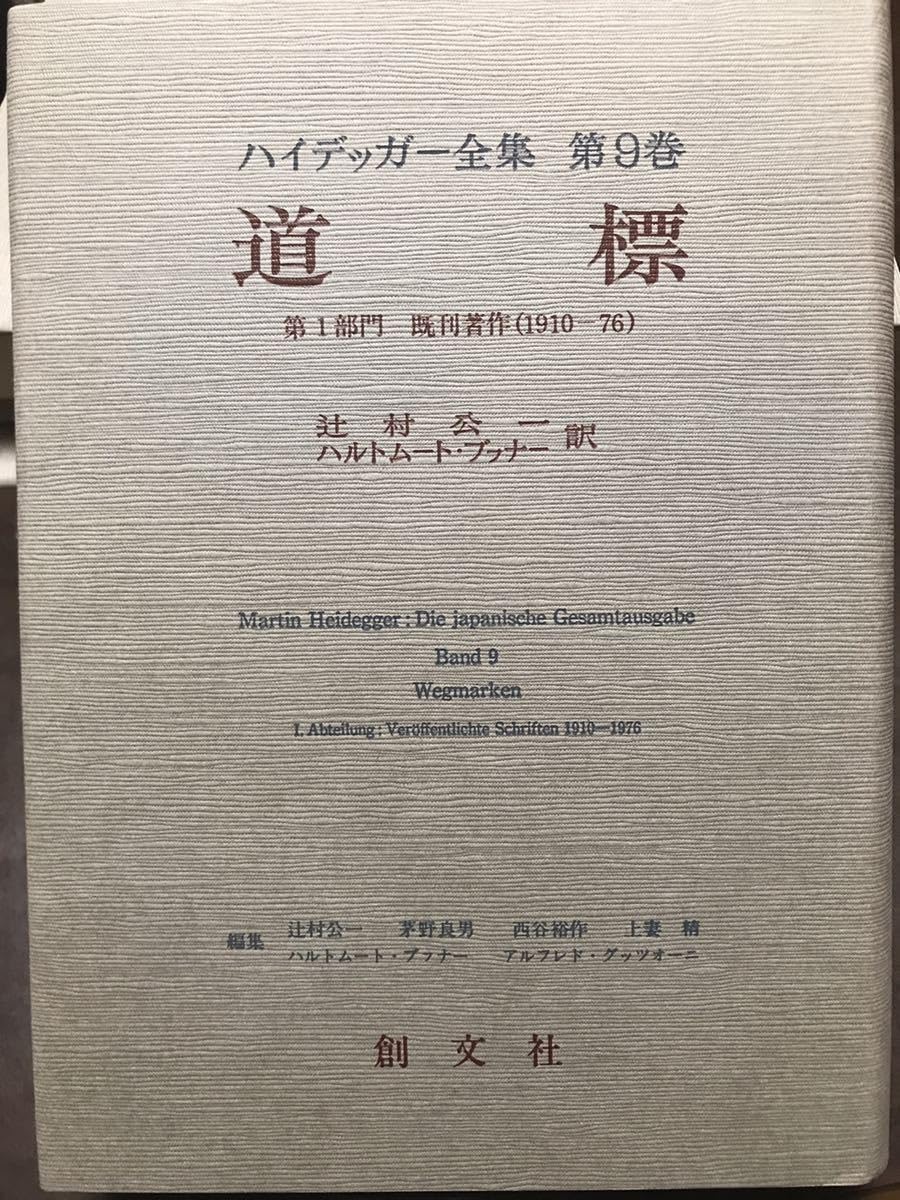 ハイデッガー全集 第9巻
道標
第1部門 既刊著作(1910―76)
辻村公一
ハルトムート・ブフナー 訳
Martin Heidegger : Die japanische Gesamtausgabe
Band 9
Wegmarken
I. Abteilung : Veröffentlichte Schriften 1910―1976
編集 辻村公一 茅野良男 西谷裕作 上妻精
ハルトムート・ブフナー アルフレド・グッツオーニ
創文社